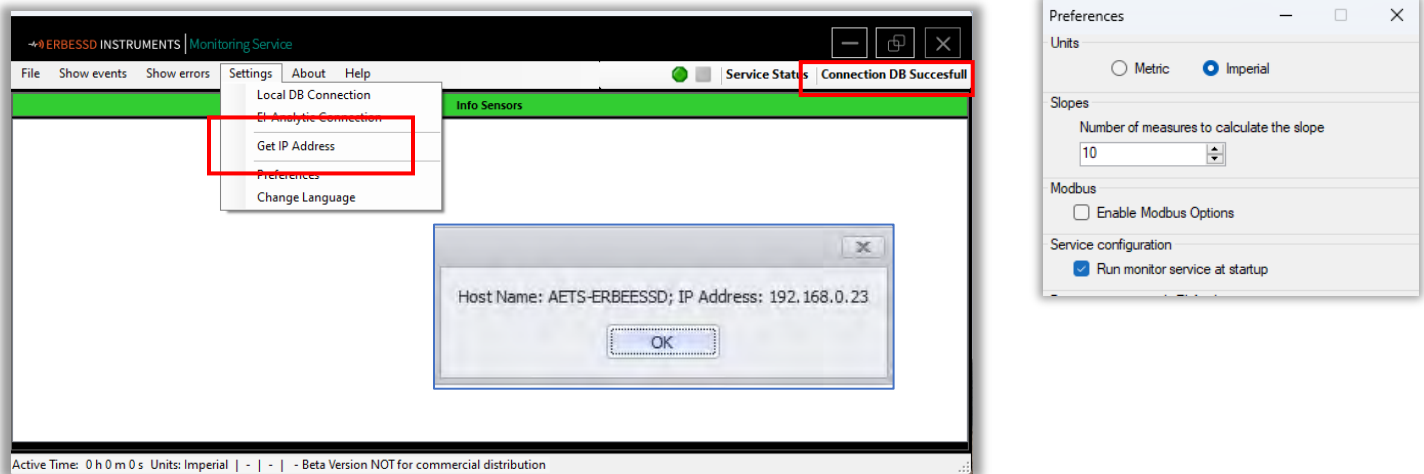 ERBESSD INSTRUMENTS | Monitoring Service
File Show events Show errors Settings About Help Service Status Connection DB Succesfull
Local DB Connection
EI-Analytic Connection
Get IP Address
Preferences
Change Language
Info Sensors
Host Name: AETS-ERBEESSD; IP Address: 192.168.0.23
OK
Active Time: 0 h 0 m 0 s Units: Imperial | - | - | - Beta Version NOT for commercial distribution
Preferences
Units
Metric Imperial
Slopes
Number of measures to calculate the slope
10
Modbus
Enable Modbus Options
Service configuration
Run monitor service at startup